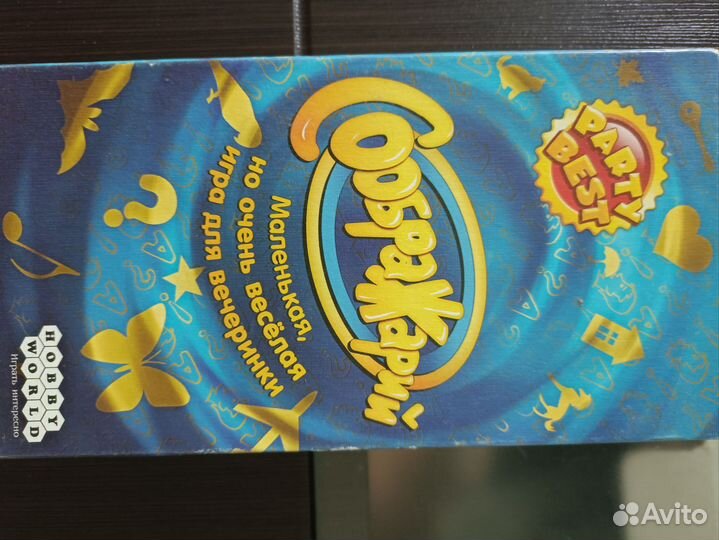 PARTY
BEST
СообраЖарий
Маленькая,
но очень весёлая
игра для вечеринки
HOBBY
WORLD
Играть интересно
Avito